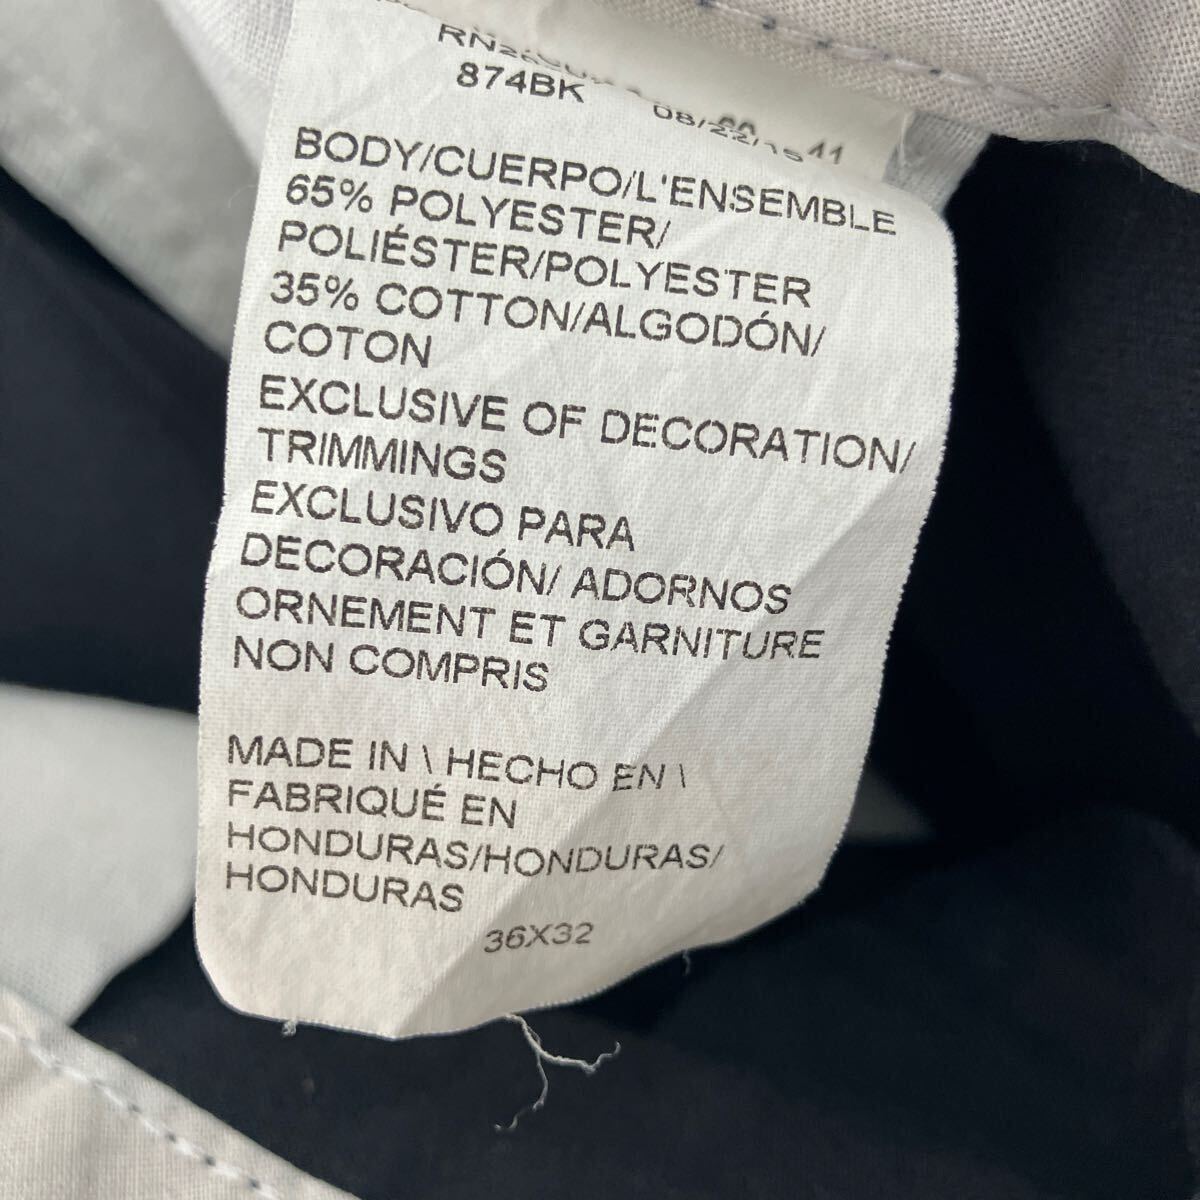 874BK
41
BODY/CUERPO/L'ENSEMBLE
65% POLYESTER/
POLIÉSTER/POLYESTER
35% COTTON/ALGODÓN/
COTON
EXCLUSIVE OF DECORATION/
TRIMMINGS
EXCLUSIVO PARA
DECORACIÓN/ ADORNOS
ORNEMENT ET GARNITURE
NON COMPRIS
MADE IN \ HECHO EN \
FABRIQUÉ EN
HONDURAS/HONDURAS/
HONDURAS
36X32